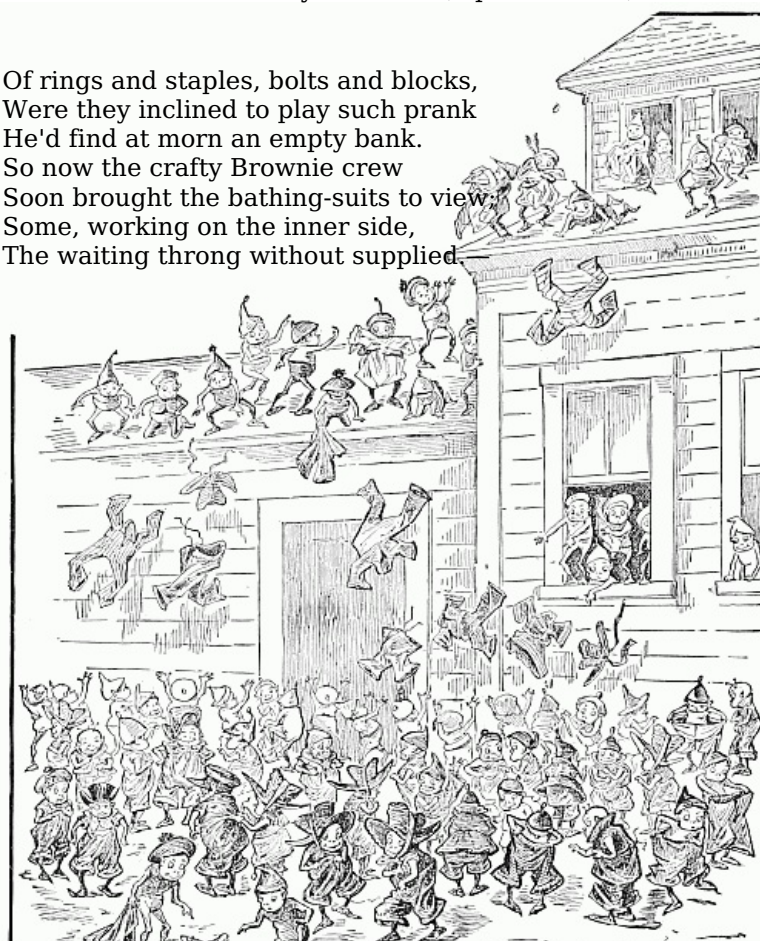 Of rings and staples, bolts and blocks,
Were they inclined to play such prank
He'd find at morn an empty bank.
So now the crafty Brownie crew
Soon brought the bathing-suits to view;
Some, working on the inner side,
The waiting throng without supplied,—